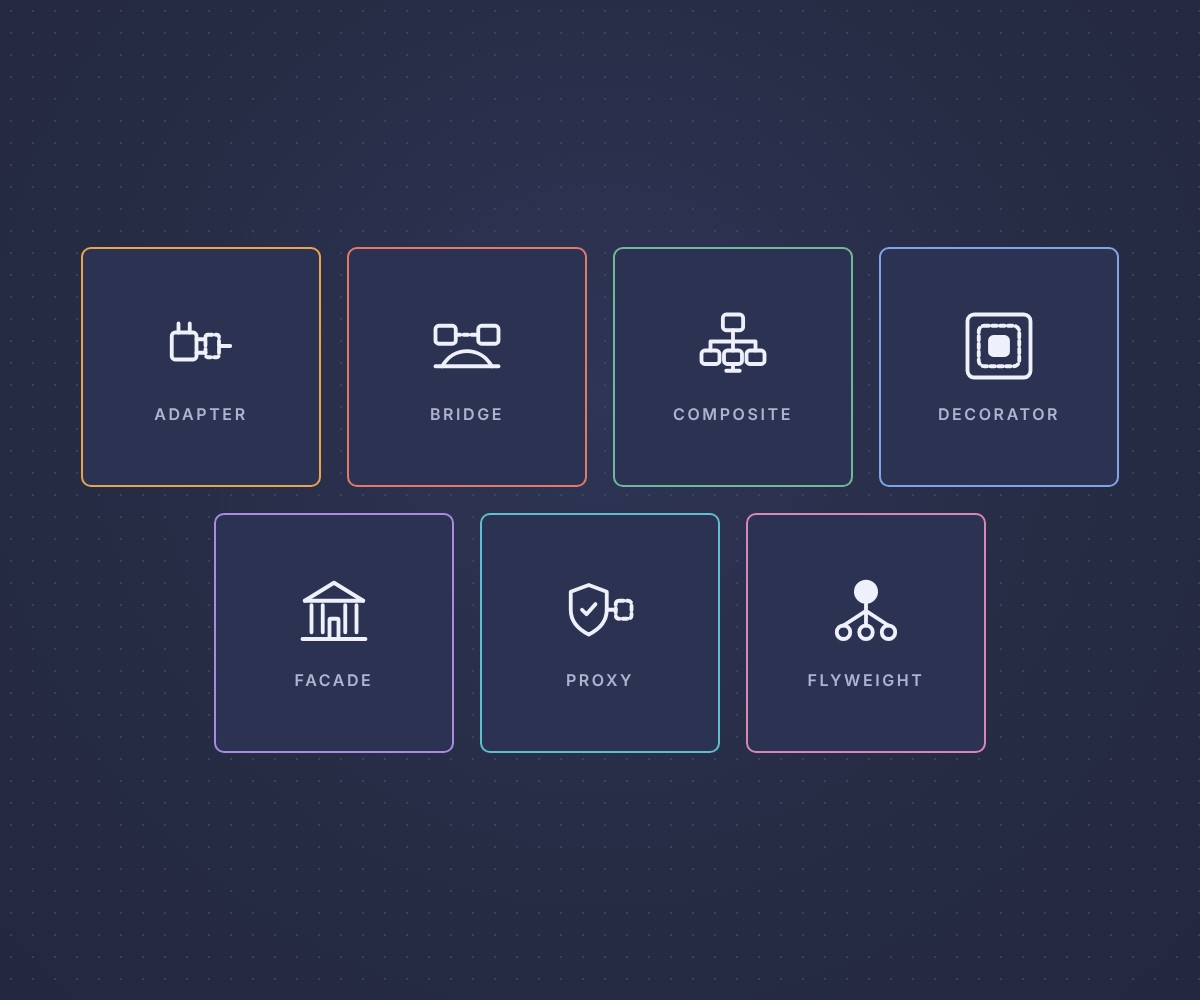 ADAPTER
BRIDGE
COMPOSITE
DECORATOR
FACADE
PROXY
FLYWEIGHT